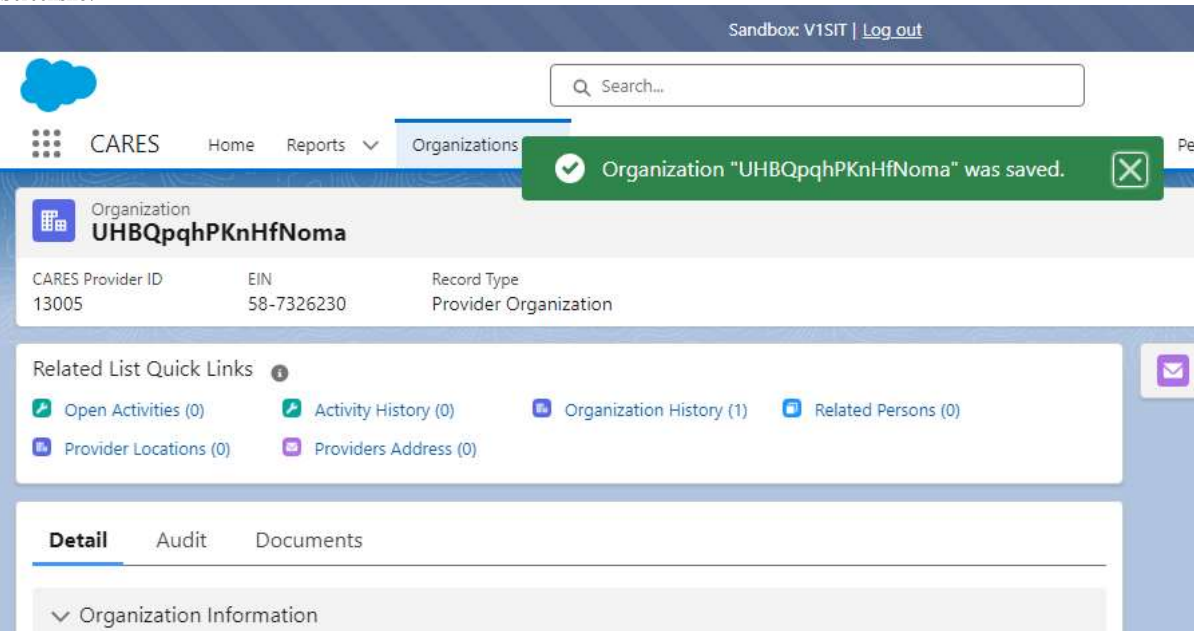 Sandbox: V1SIT | Log out
Search...
CARES Home Reports Organizations Pe
Organization "UHBQpqhPKnHfNoma" was saved.
Organization
UHBQpqhPKnHfNoma
CARES Provider ID EIN Record Type
13005 58-7326230 Provider Organization
Related List Quick Links
Open Activities (0) Activity History (0) Organization History (1) Related Persons (0)
Provider Locations (0) Providers Address (0)
Detail Audit Documents
Organization Information